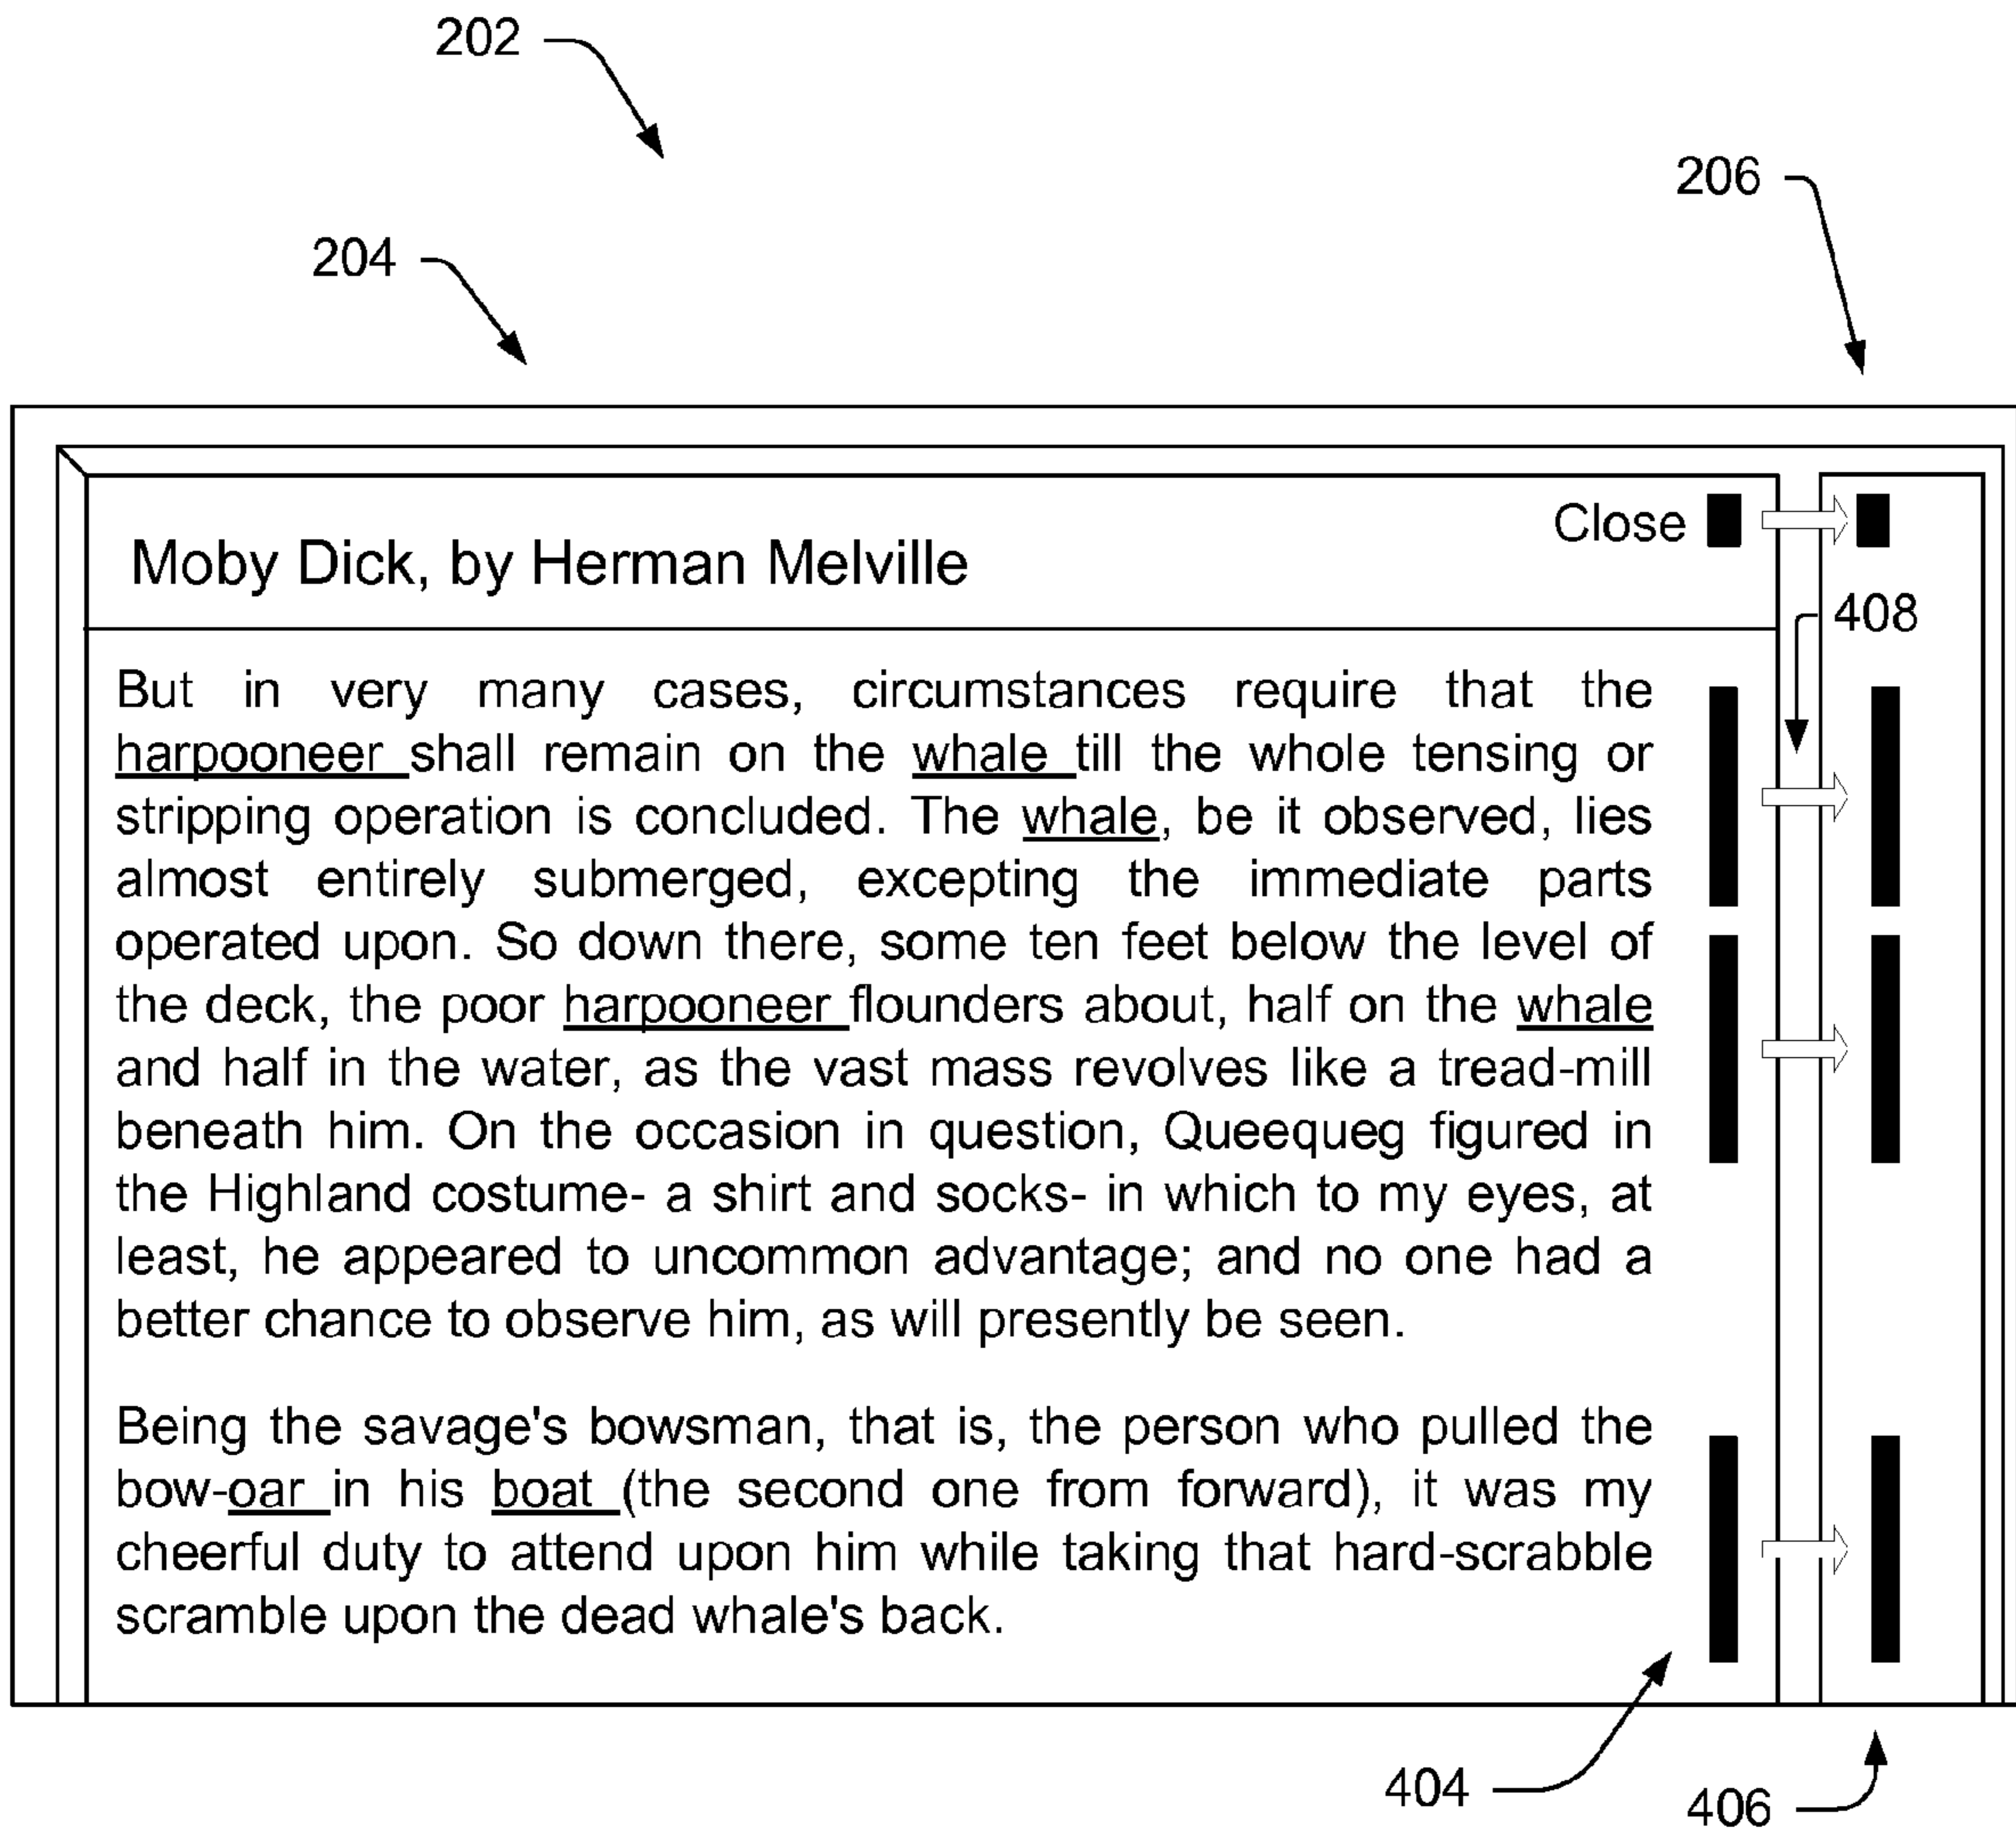 202
206
204
Close
Moby Dick, by Herman Melville
408
But in very many cases, circumstances require that the
harpooneer shall remain on the whale till the whole tensing or
stripping operation is concluded. The whale, be it observed, lies
almost entirely submerged, excepting the immediate parts
operated upon. So down there, some ten feet below the level of
the deck, the poor harpooneer flounders about, half on the whale
and half in the water, as the vast mass revolves like a tread-mill
beneath him. On the occasion in question, Queequeg figured in
the Highland costume- a shirt and socks- in which to my eyes, at
least, he appeared to uncommon advantage; and no one had a
better chance to observe him, as will presently be seen.
Being the savage's bowsman, that is, the person who pulled the
bow-oar in his boat (the second one from forward), it was my
cheerful duty to attend upon him while taking that hard-scrabble
scramble upon the dead whale's back.
404
406